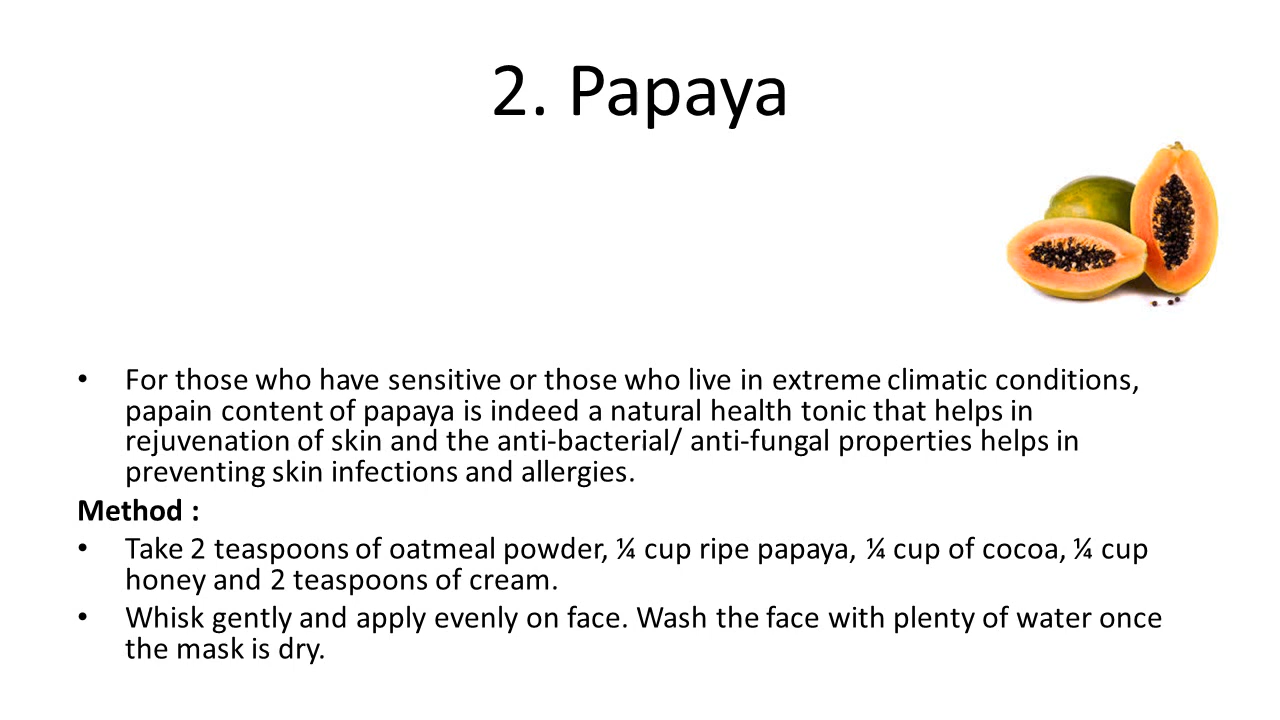 2. Papaya
• For those who have sensitive or those who live in extreme climatic conditions,
papain content of papaya is indeed a natural health tonic that helps in
rejuvenation of skin and the anti-bacterial/ anti-fungal properties helps in
preventing skin infections and allergies.
Method :
• Take 2 teaspoons of oatmeal powder, ¼ cup ripe papaya, ¼ cup of cocoa, ¼ cup
honey and 2 teaspoons of cream.
• Whisk gently and apply evenly on face. Wash the face with plenty of water once
the mask is dry.